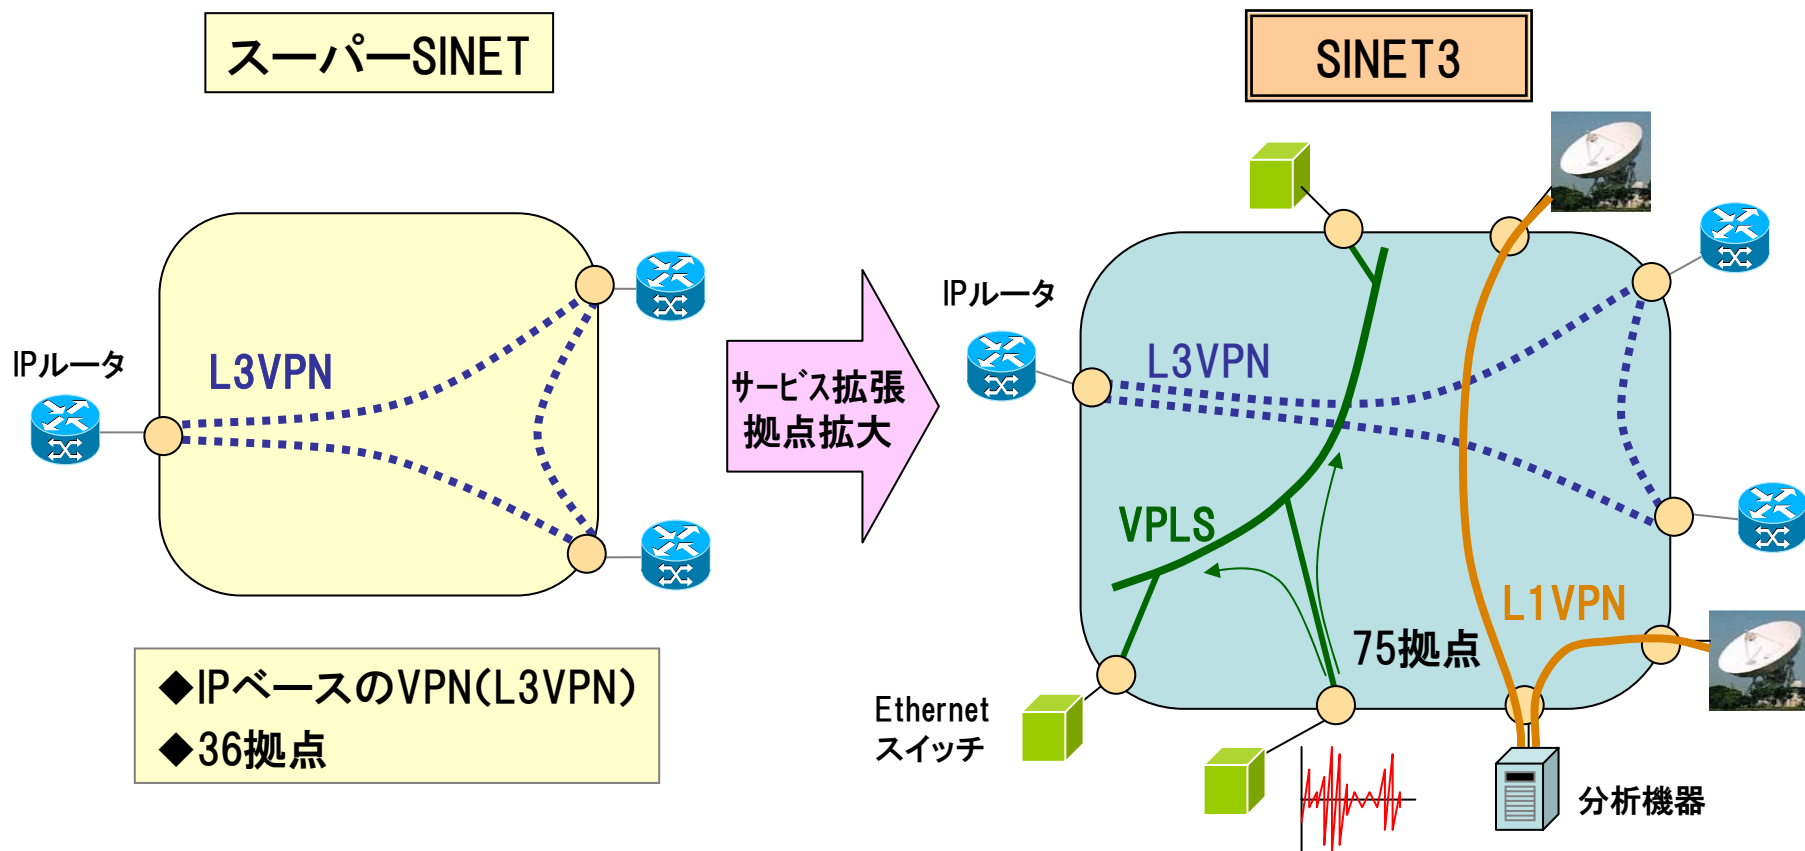 スーパーSINET
IPルータ
L3VPN
◆IPベースのVPN(L3VPN)
◆36拠点
サービス拡張
拠点拡大
SINET3
IPルータ
L3VPN
VPLS
L1VPN
75拠点
Ethernet
スイッチ
分析機器